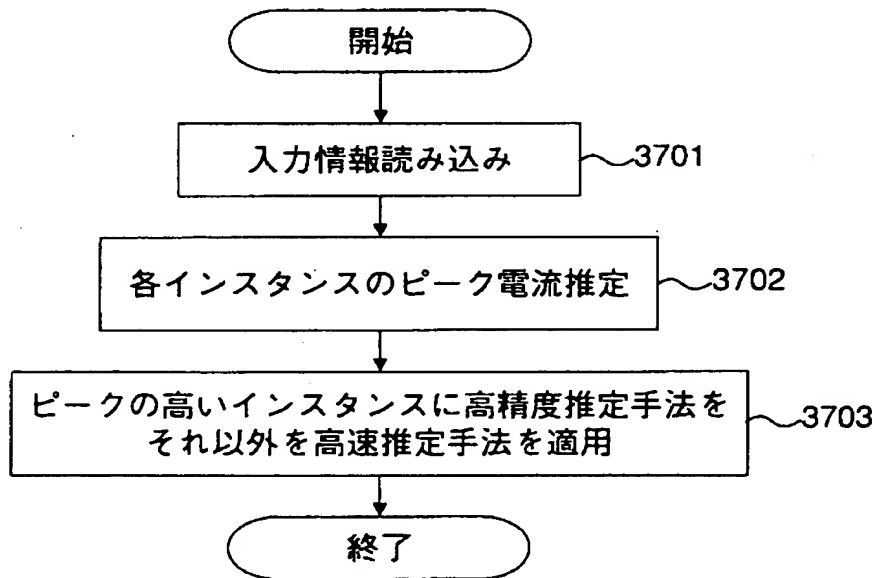 開始
入力情報読み込み
3701
各インスタンスのピーク電流推定
3702
ピークの高いインスタンスに高精度推定手法を
それ以外を高速推定手法を適用
3703
終了